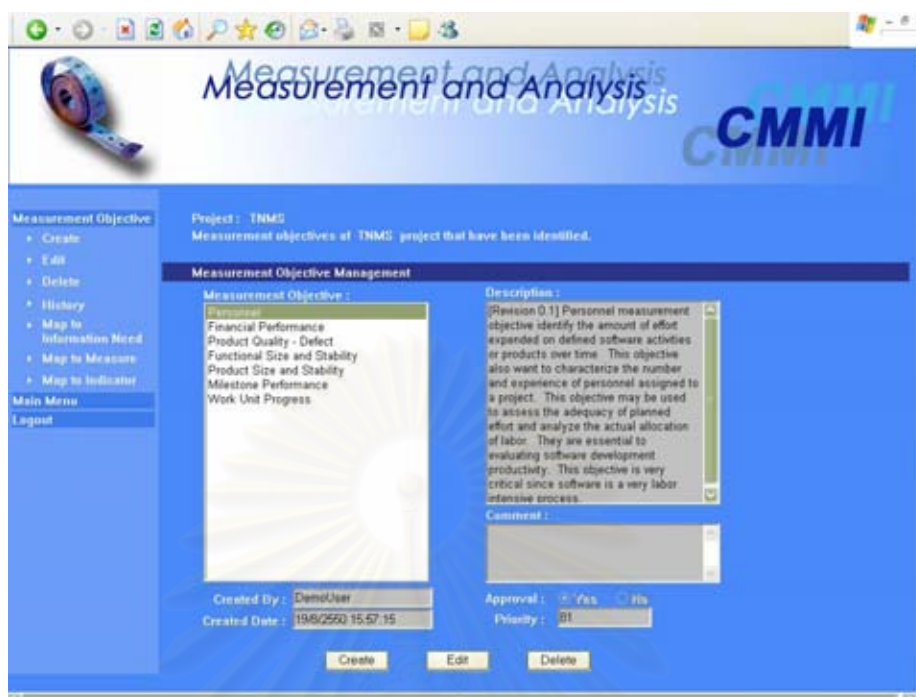 Measurement and Analysis
Measurement and Analysis
CMMI
CMMI
CMMI
Measurement Objective
Create
Edit
Delete
History
Map to
Information Need
Map to Measure
Map to Indicator
Main Menu
Logout
Project : TNMS
Measurement objectives of TNMS project that have been identified.
Measurement Objective Management
Measurement Objective :
Personnel
Financial Performance
Product Quality - Defect
Functional Size and Stability
Product Size and Stability
Milestone Performance
Work Unit Progress
Description :
[Revision 0.1] Personnel measurement
objective identify the amount of effort
expended on defined software activities
or products over time. This objective
also want to characterize the number
and experience of personnel assigned to
a project. This objective may be used
to assess the adequacy of planned
effort and analyze the actual allocation
of labor. They are essential to
evaluating software development
productivity. This objective is very
critical since software is a very labor
intensive process.
Comment :
Created By : DemoUser
Created Date : 19/6/2550 15:57:15
Approval : Yes No
Priority : B1
Create Edit Delete